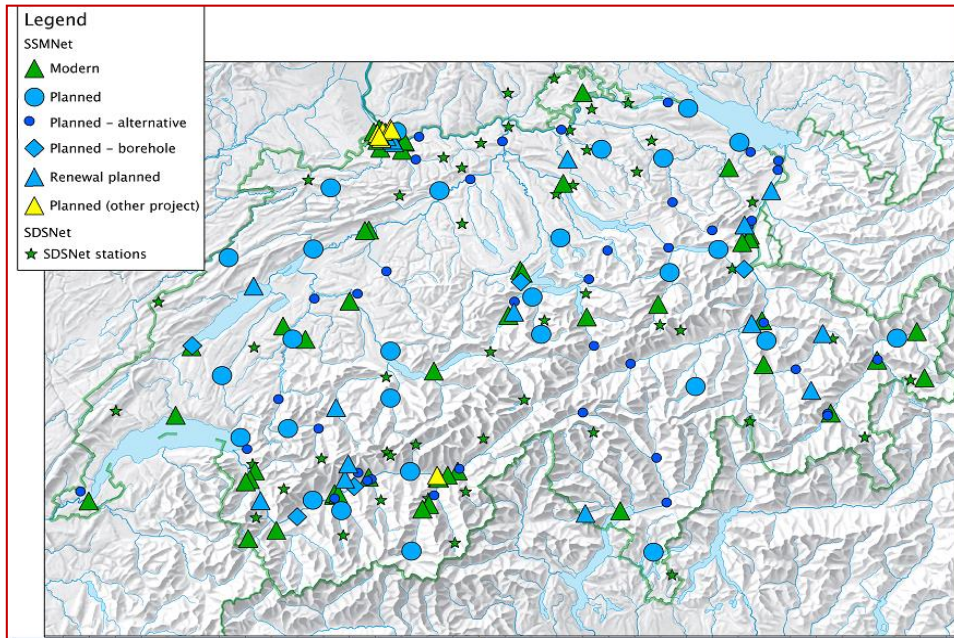 Legend
SSMNet
Modern
Planned
Planned - alternative
Planned - borehole
Renewal planned
Planned (other project)
SDSNet
SDSNet stations